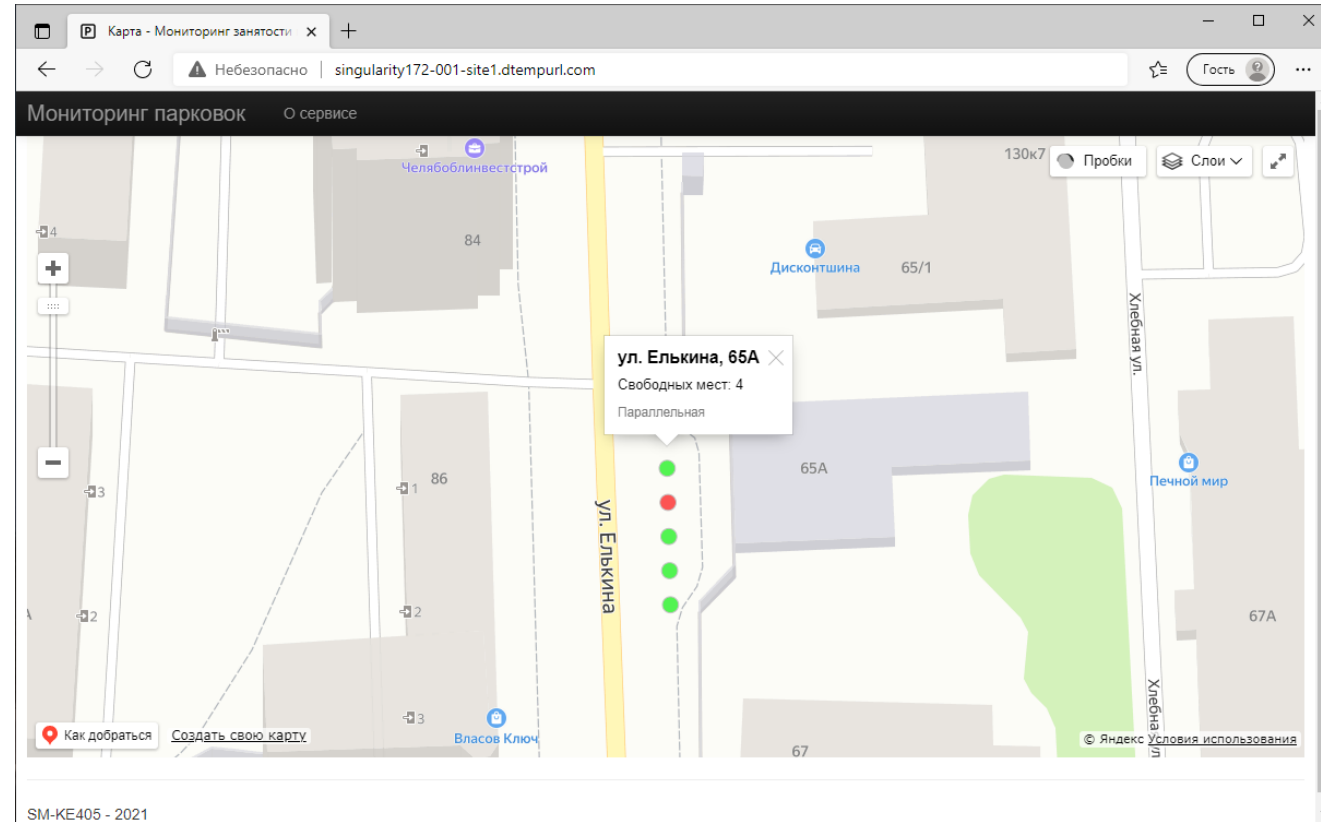 Карта - Мониторинг занятости
Небезопасно singularity172-001-site1.dtempurl.com
Гость
Мониторинг парковок О сервисе
Челябоблинвестстрой
130к7
Пробки
Слои
4
84
Дисконтшина
65/1
Хлебная ул.
ул. Елькина, 65А
Свободных мест: 4
Параллельная
65А
86
1
3
Печной мир
ул. Елькина
2
2
67А
3
Власов Ключ
67
Как добраться
Создать свою карту
© Яндекс Условия использования
SM-KE405 - 2021